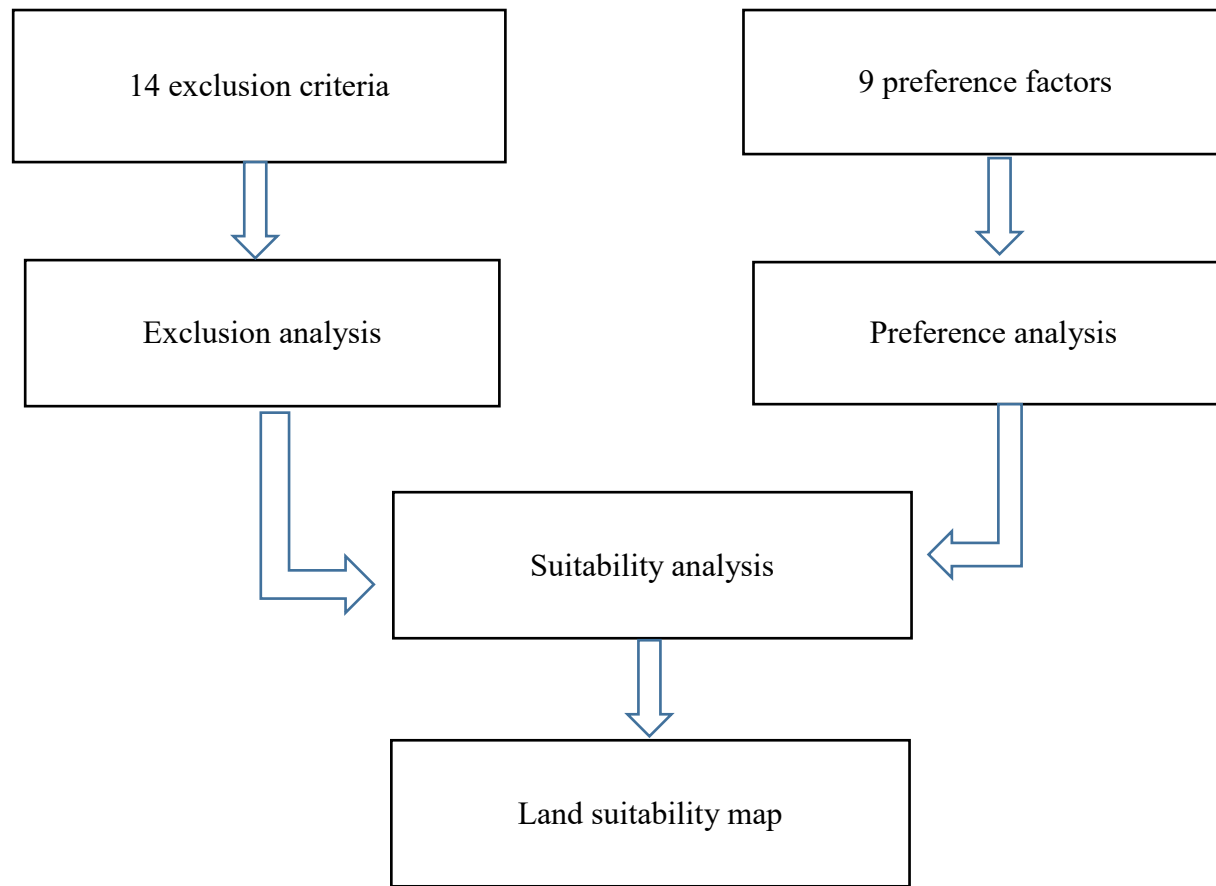 14 exclusion criteria
9 preference factors
Exclusion analysis
Preference analysis
Suitability analysis
Land suitability map